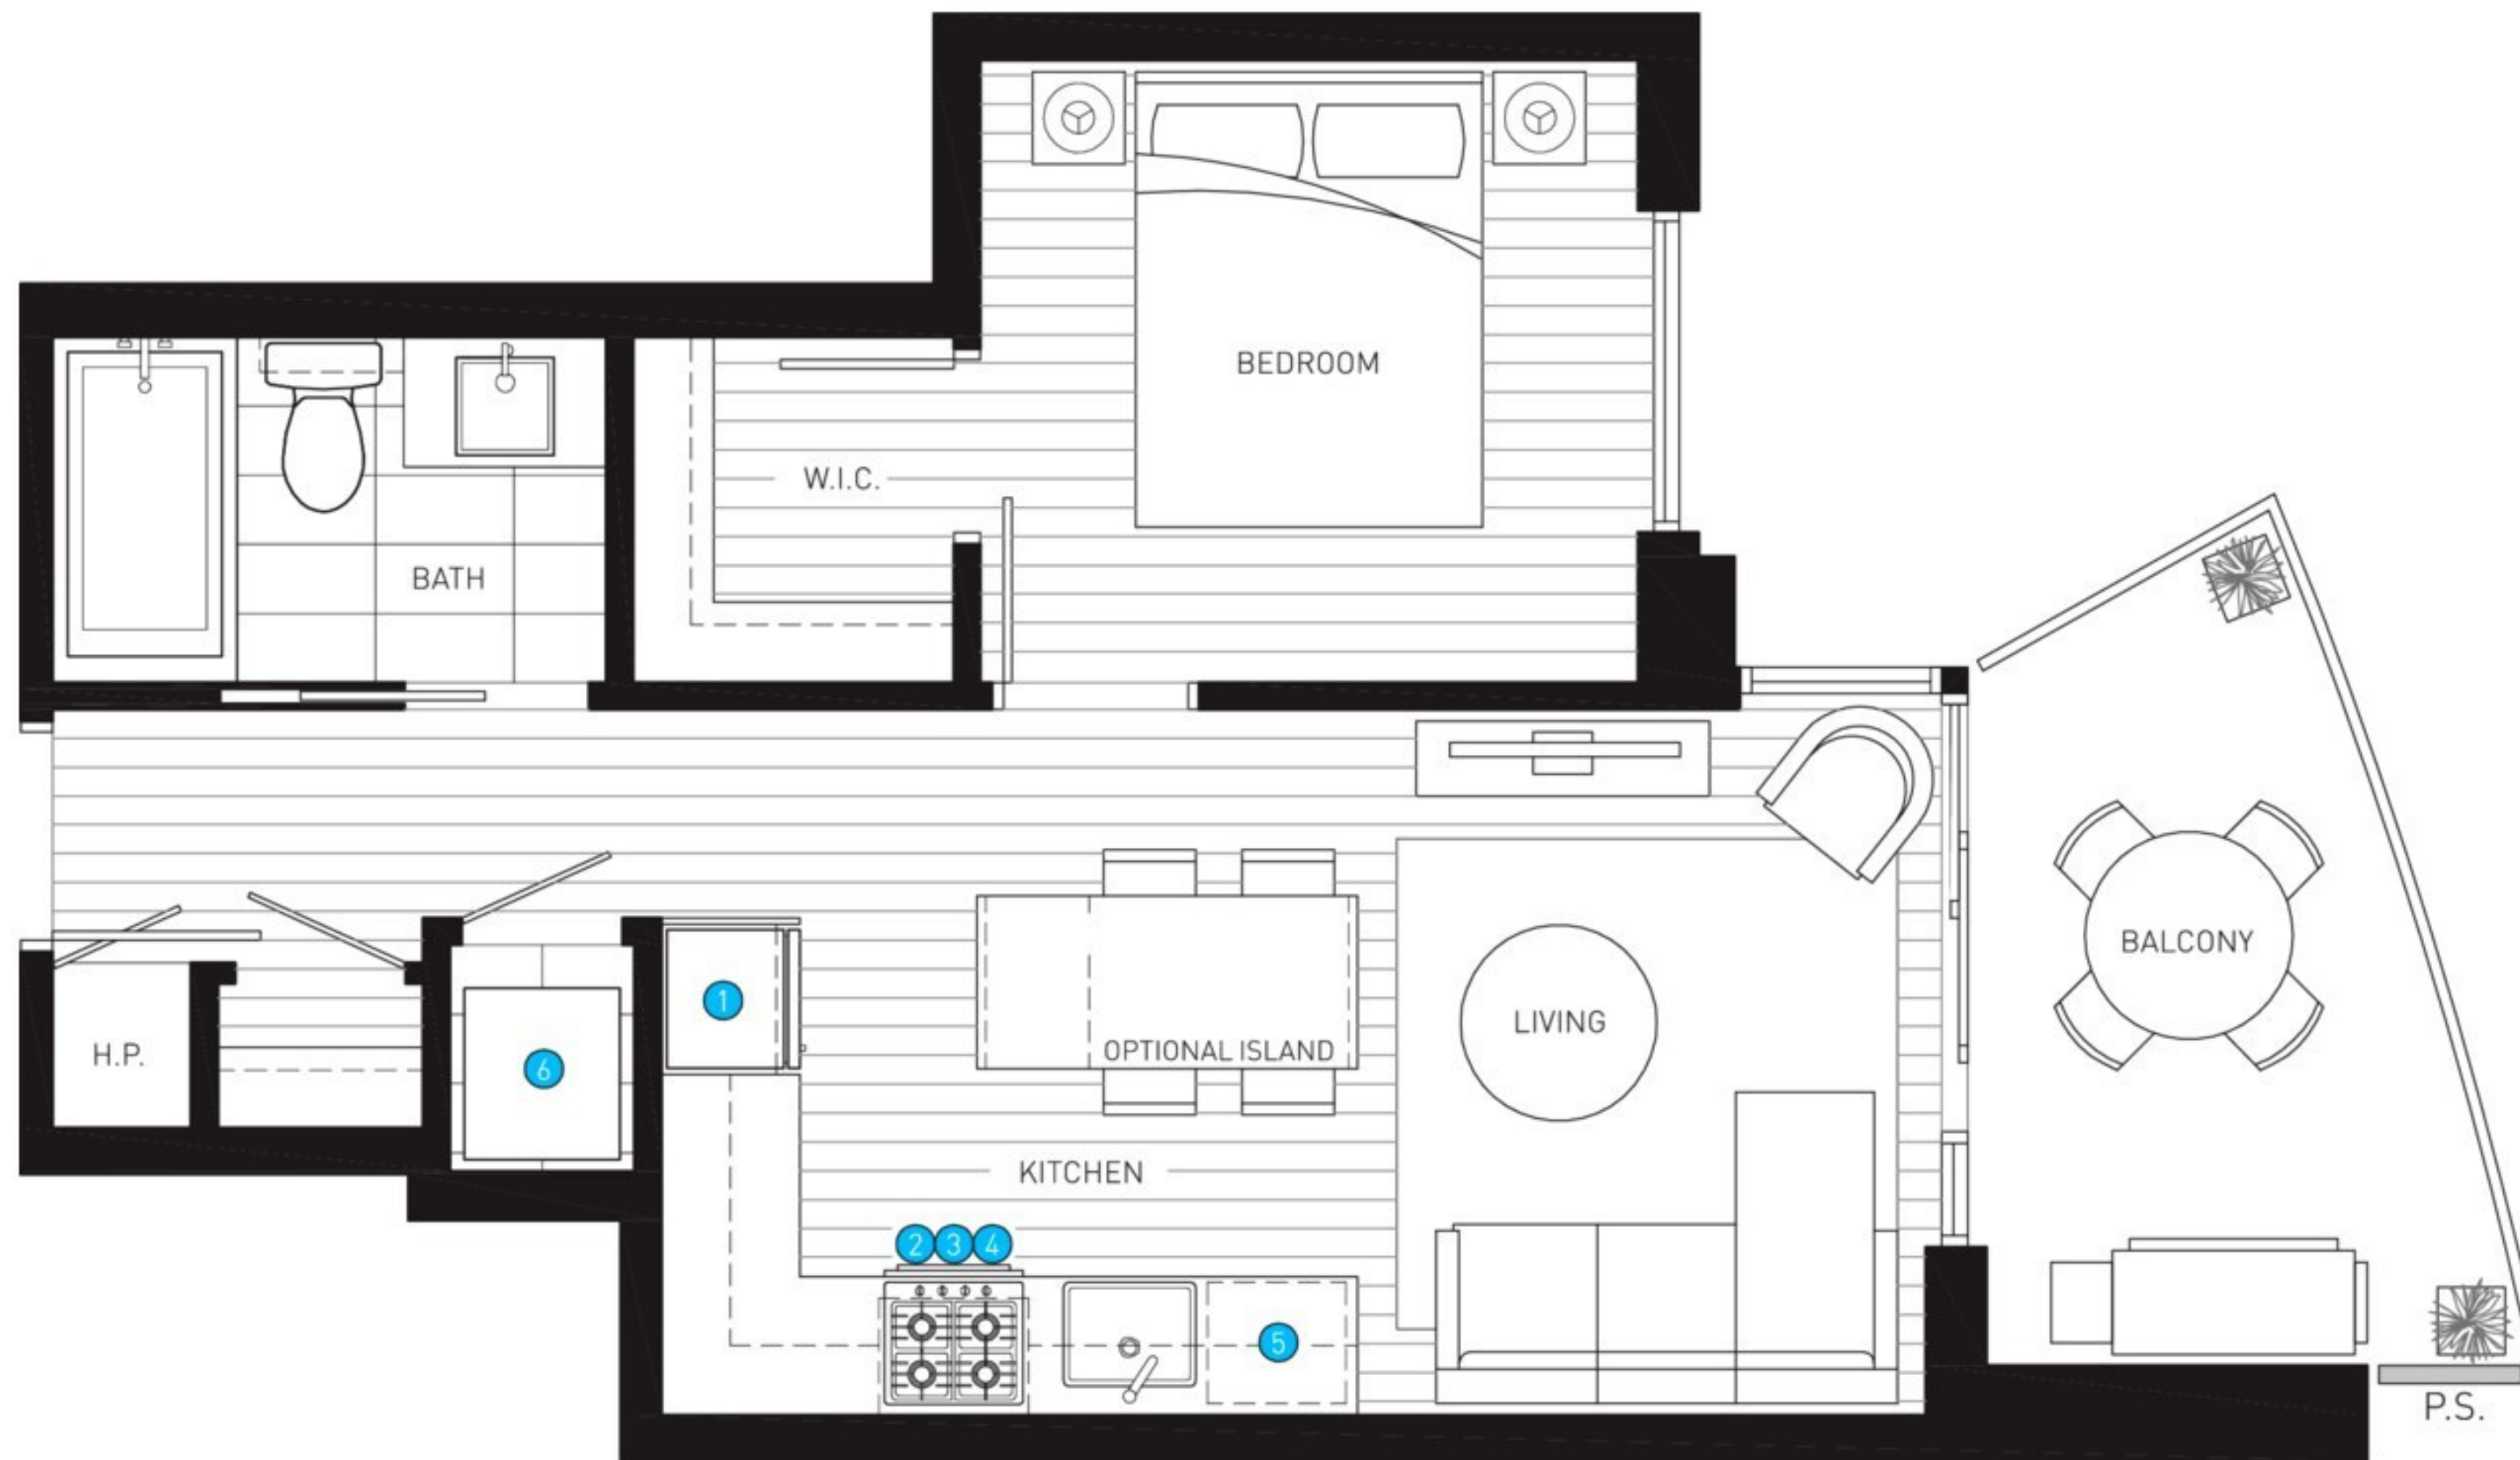 BEDROOM
W.I.C.
BATH
BALCONY
1
LIVING
OPTIONAL ISLAND
H.P.
6
KITCHEN
2 3 4
5
P.S.